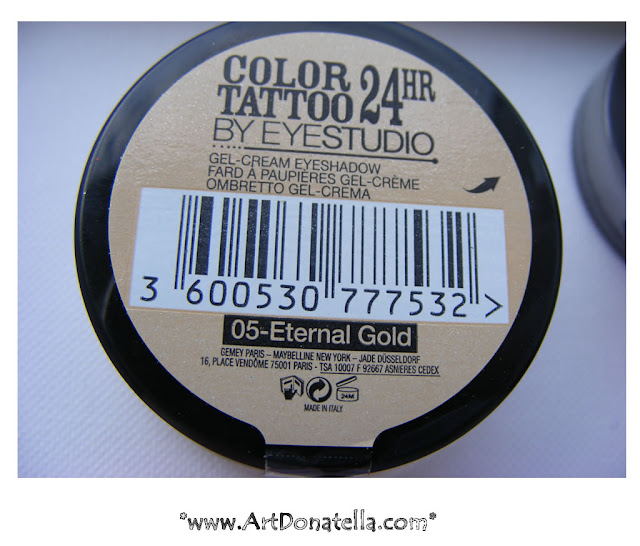 COLOR
TATTOO 24HR
BY EYESTUDIO
GEL-CREAM EYESHADOW
FARD À PAUPIÈRES GEL-CRÈME
OMBRETTO GEL-CREMA
3 600530 777532 >
05-Eternal Gold
GEMEY PARIS – MAYBELLINE NEW YORK – JADE DÜSSELDORF
16, PLACE VENDÔME 75001 PARIS - TSA 10007 F 92667 ASNIERES CEDEX
24M
MADE IN ITALY
*www.ArtDonatella.com*